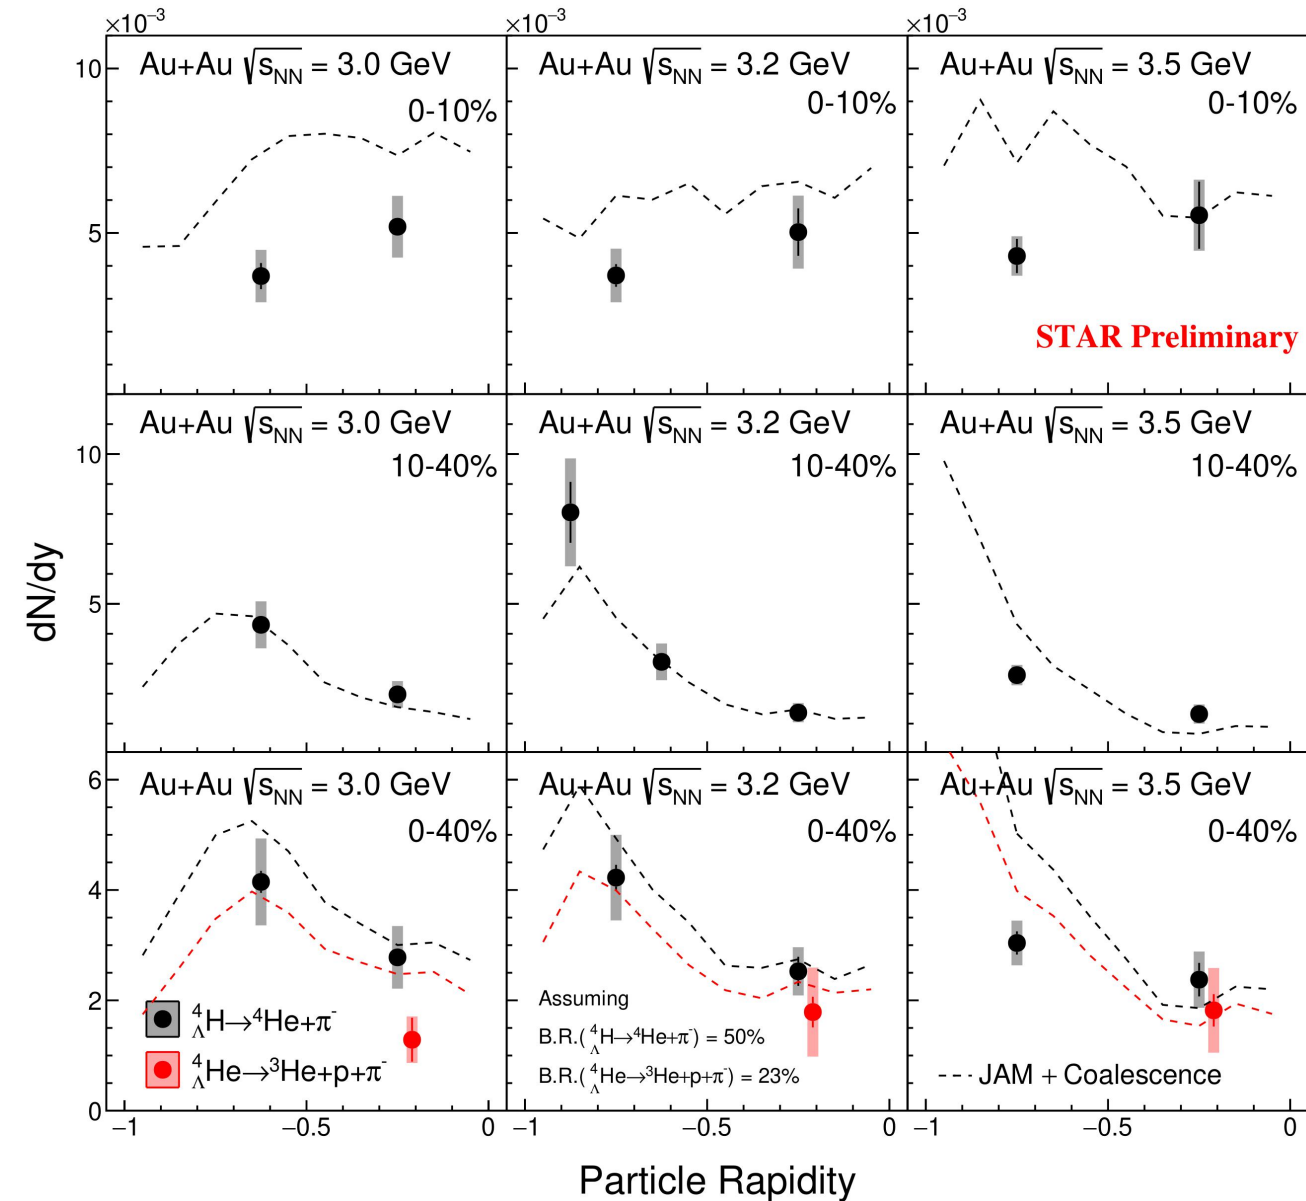 ×10⁻³ ×10⁻³ ×10⁻³
Au+Au √sNN = 3.0 GeV
0-10%
Au+Au √sNN = 3.2 GeV
0-10%
Au+Au √sNN = 3.5 GeV
0-10%
STAR Preliminary
10
5
Au+Au √sNN = 3.0 GeV
10-40%
Au+Au √sNN = 3.2 GeV
10-40%
Au+Au √sNN = 3.5 GeV
10-40%
10
5
dN/dy
Au+Au √sNN = 3.0 GeV
0-40%
Au+Au √sNN = 3.2 GeV
0-40%
Au+Au √sNN = 3.5 GeV
0-40%
6
4
2
0
⁴ΛH→⁴He+π⁻
⁴ΛHe→³He+p+π⁻
Assuming
B.R.(⁴ΛH→⁴He+π⁻) = 50%
B.R.(⁴ΛHe→³He+p+π⁻) = 23%
JAM + Coalescence
−1 −0.5 0 −0.5 0 −1 −0.5 0
Particle Rapidity